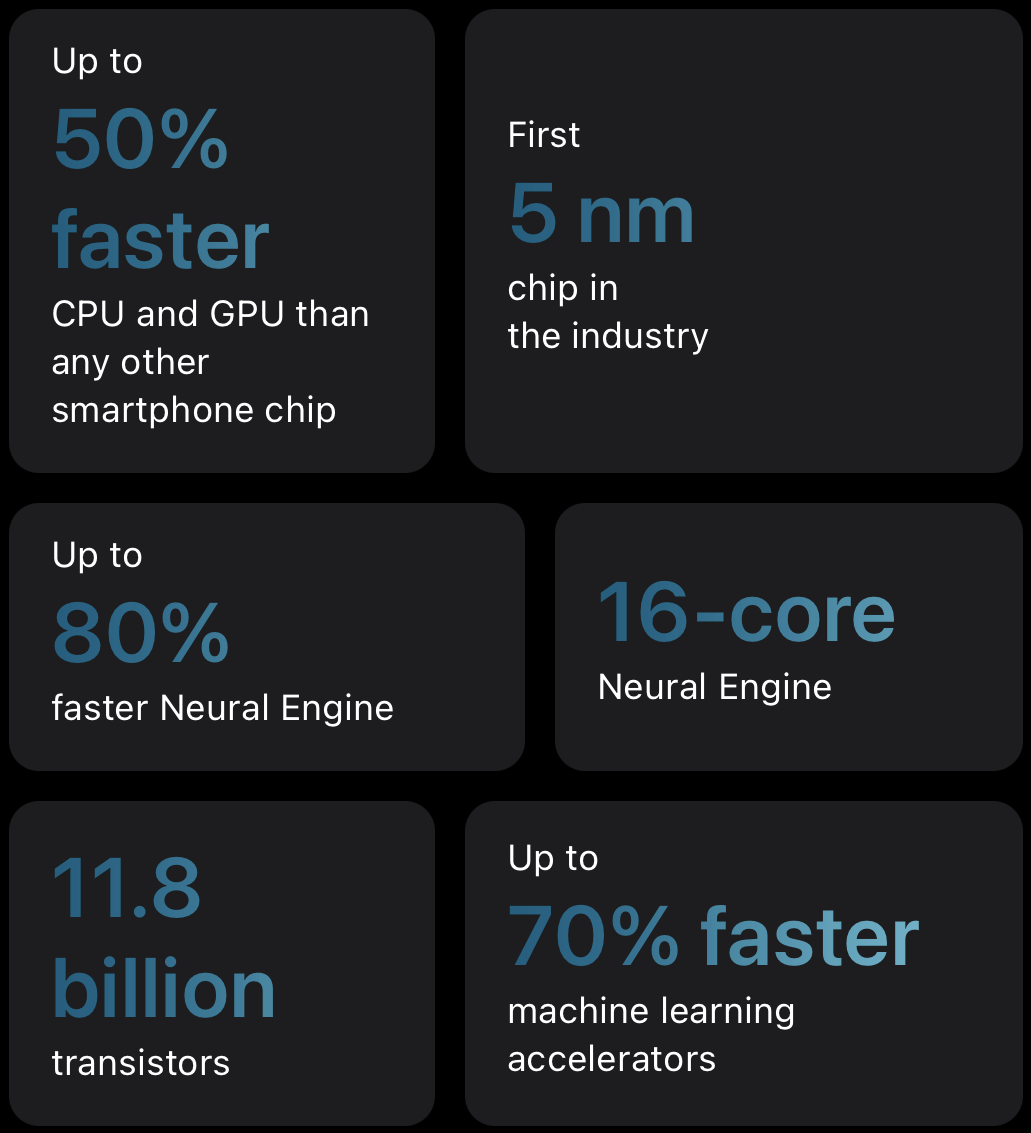 Up to
50%
faster
CPU and GPU than
any other
smartphone chip
First
5 nm
chip in
the industry
Up to
80%
faster Neural Engine
16-core
Neural Engine
11.8
billion
transistors
Up to
70% faster
machine learning
accelerators